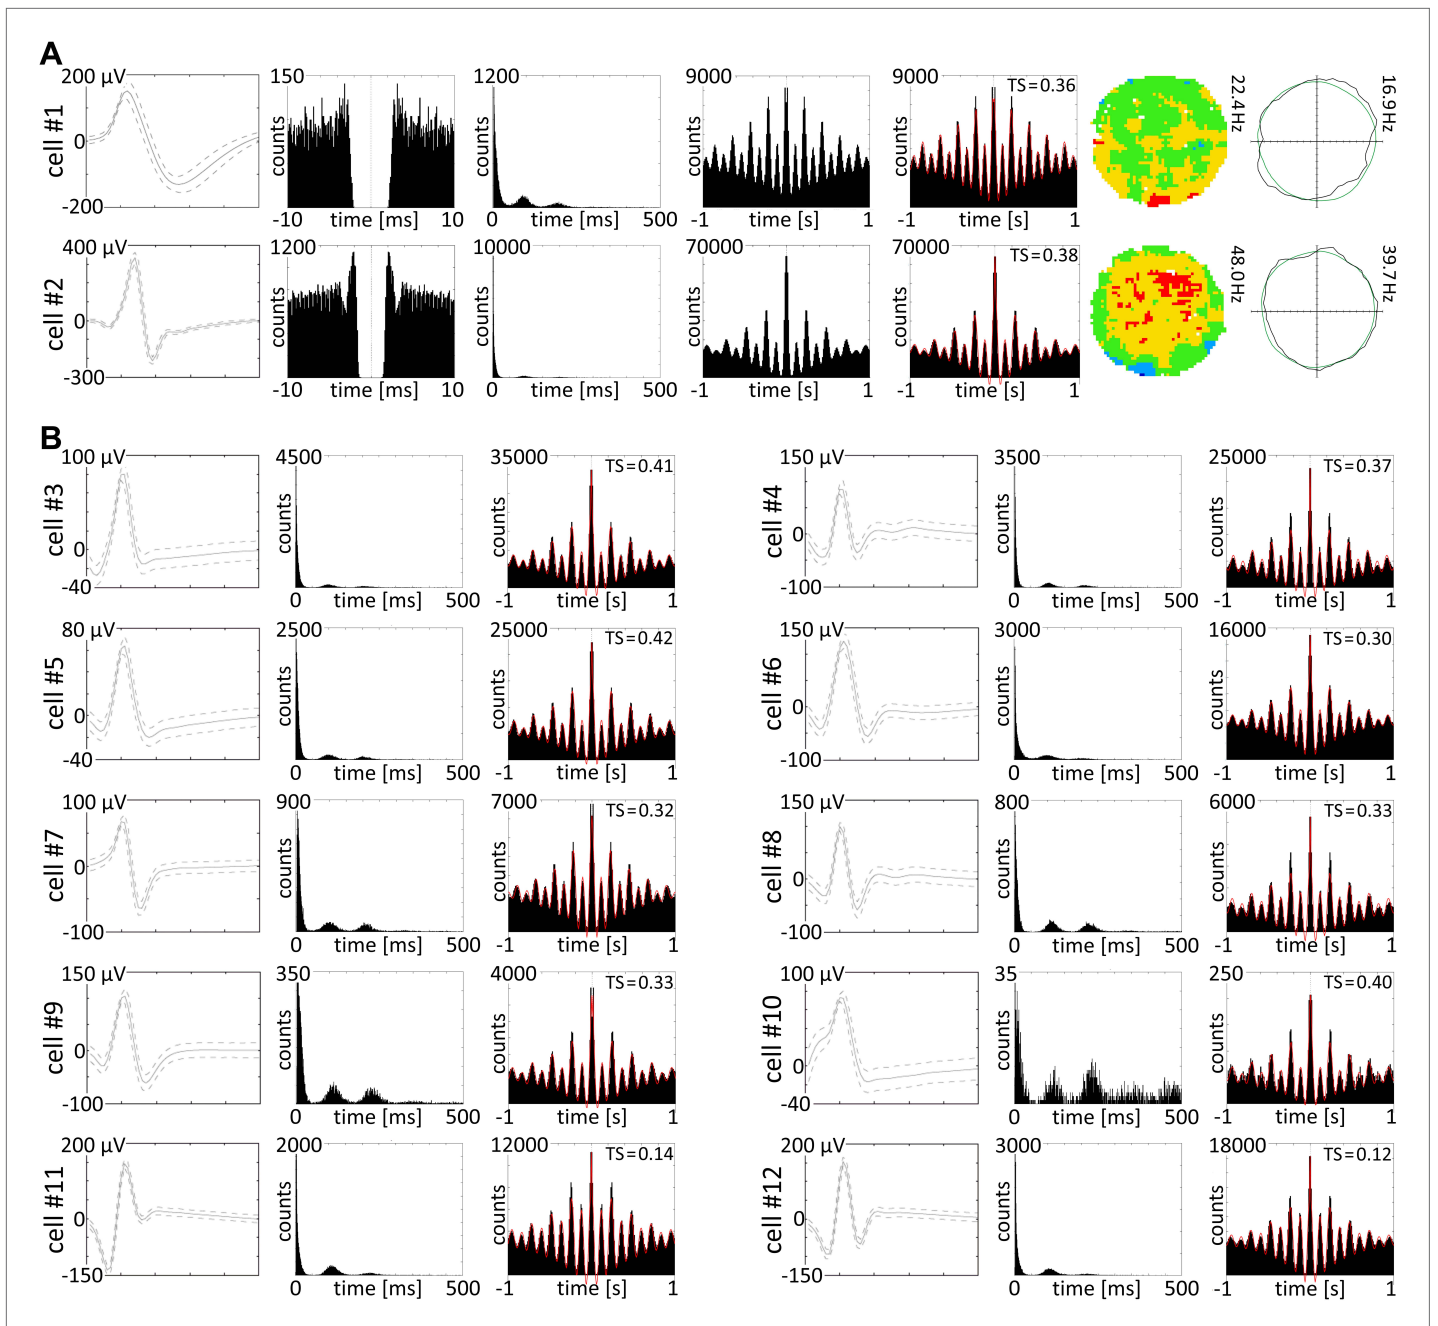 A
cell #1
200 µV
0
-200
150
counts
-10 time [ms] 10
1200
0 time [ms] 500
9000
counts
-1 time [s] 1
9000
TS=0.36
counts
-1 time [s] 1
22.4 Hz
16.9 Hz
cell #2
400 µV
0
-300
1200
counts
-10 time [ms] 10
10000
counts
0 time [ms] 500
70000
counts
-1 time [s] 1
70000
TS=0.38
counts
-1 time [s] 1
48.0 Hz
39.7 Hz
B
cell #3
100 µV
0
-40
4500
counts
0 time [ms] 500
35000
TS=0.41
counts
-1 time [s] 1
cell #4
150 µV
0
-100
3500
counts
0 time [ms] 500
25000
TS=0.37
counts
-1 time [s] 1
cell #5
80 µV
0
-40
2500
counts
0 time [ms] 500
25000
TS=0.42
counts
-1 time [s] 1
cell #6
150 µV
0
-100
3000
counts
0 time [ms] 500
16000
TS=0.30
counts
-1 time [s] 1
cell #7
100 µV
0
-100
900
counts
0 time [ms] 500
7000
TS=0.32
counts
-1 time [s] 1
cell #8
150 µV
0
-100
800
counts
0 time [ms] 500
6000
TS=0.33
counts
-1 time [s] 1
cell #9
150 µV
0
-100
350
counts
0 time [ms] 500
4000
TS=0.33
counts
-1 time [s] 1
cell #10
100 µV
0
-40
35
counts
0 time [ms] 500
250
TS=0.40
counts
-1 time [s] 1
cell #11
200 µV
0
-150
2000
counts
0 time [ms] 500
12000
TS=0.14
counts
-1 time [s] 1
cell #12
200 µV
0
-150
3000
counts
0 time [ms] 500
18000
TS=0.12
counts
-1 time [s] 1